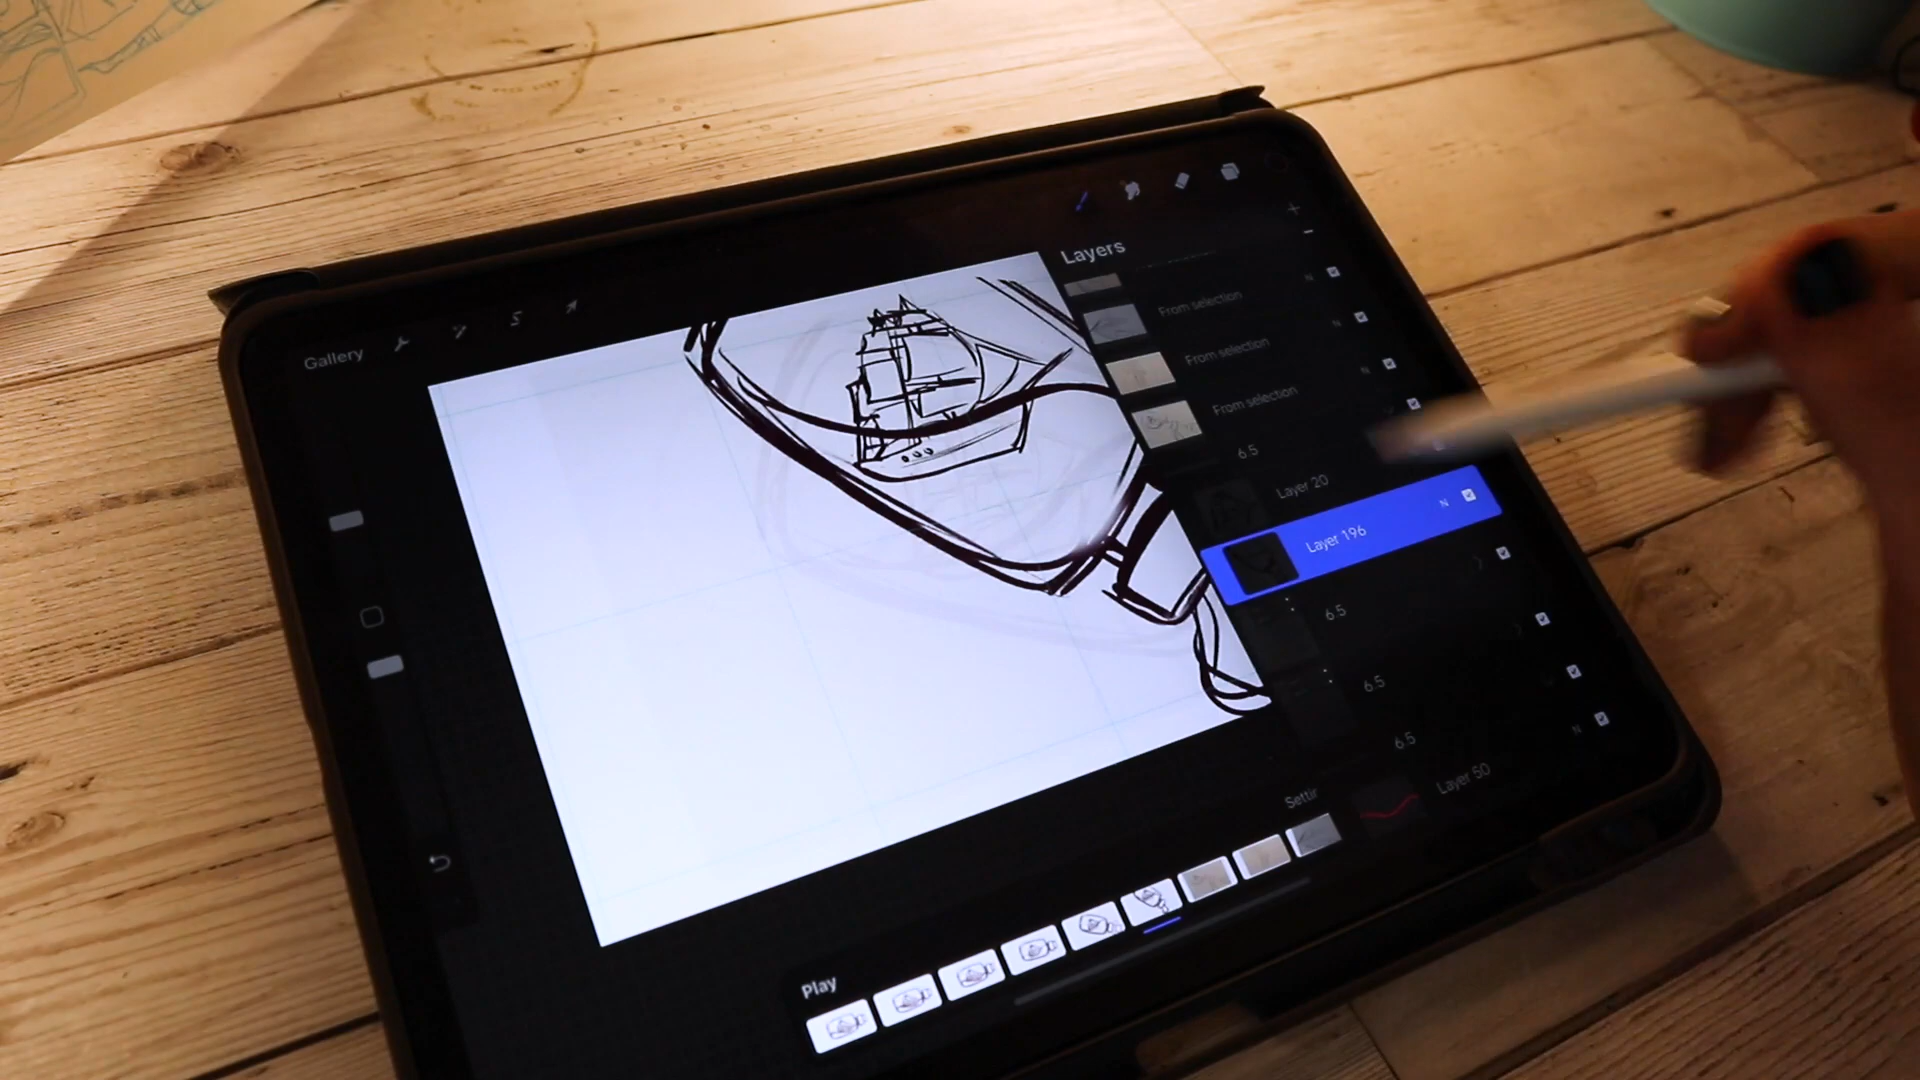 Gallery
S
Layers
From selection
N
From selection
N
From selection
N
6.5
Layer 20
Layer 196
N
6.5
6.5
6.5
Layer 50
N
Settin
Play